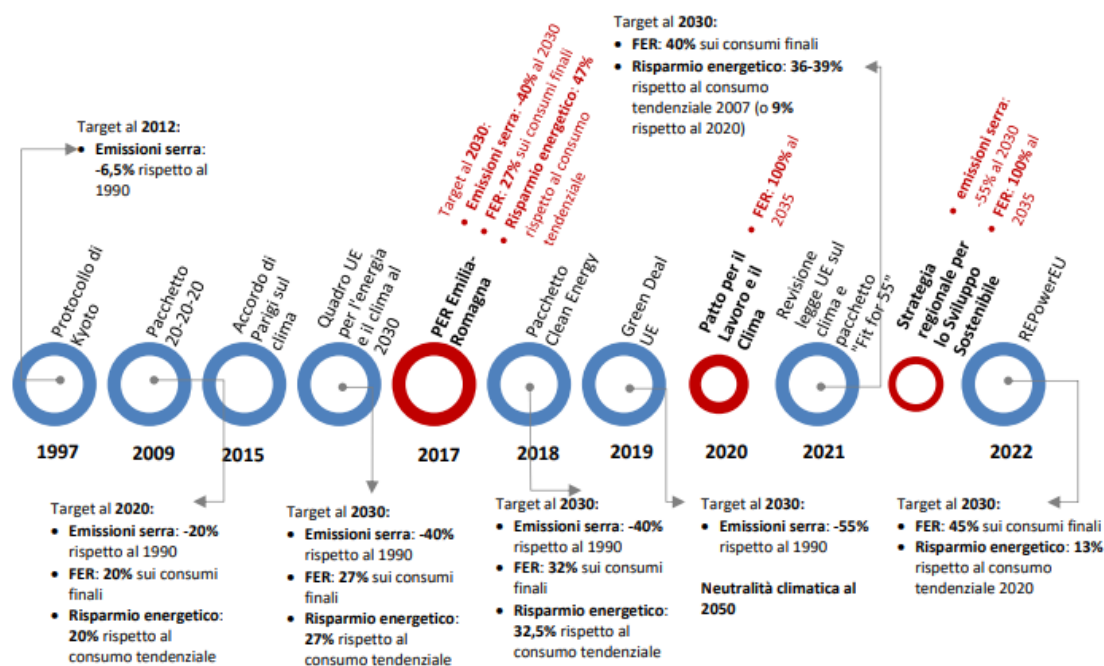 Target al 2012:
• Emissioni serra:
-6,5% rispetto al
1990
Target al 2030:
• Emissioni serra: -40% al 2030
• FER: 27% sui consumi finali
• Risparmio energetico: 47%
rispetto al consumo
tendenziale
Target al 2030:
• FER: 40% sui consumi finali
• Risparmio energetico: 36-39%
rispetto al consumo
tendenziale 2007 (o 9%
rispetto al 2020)
• FER: 100% al
2035
• emissioni serra:
-55% al 2030
• FER: 100% al
2035
Protocollo di
Kyoto
Pacchetto
20-20-20
Accordo di
Parigi sul
clima
Quadro UE
per l'energia
e il clima al
2030
PER Emilia-
Romagna
Pacchetto
Clean Energy
Green Deal
UE
Patto per il
Lavoro e il
Clima
Revisione
legge UE sul
clima e
pacchetto
"Fit for 55"
Strategia
regionale per
lo Sviluppo
Sostenibile
REPowerEU
1997
2009
2015
2017
2018
2019
2020
2021
2022
Target al 2020:
• Emissioni serra: -20%
rispetto al 1990
• FER: 20% sui consumi
finali
• Risparmio energetico:
20% rispetto al
consumo tendenziale
Target al 2030:
• Emissioni serra: -40%
rispetto al 1990
• FER: 27% sui consumi
finali
• Risparmio energetico:
27% rispetto al
consumo tendenziale
Target al 2030:
• Emissioni serra: -40%
rispetto al 1990
• FER: 32% sui consumi
finali
• Risparmio energetico:
32,5% rispetto al
consumo tendenziale
Target al 2030:
• Emissioni serra: -55%
rispetto al 1990
Neutralità climatica al
2050
Target al 2030:
• FER: 45% sui consumi finali
• Risparmio energetico: 13%
rispetto al consumo
tendenziale 2020